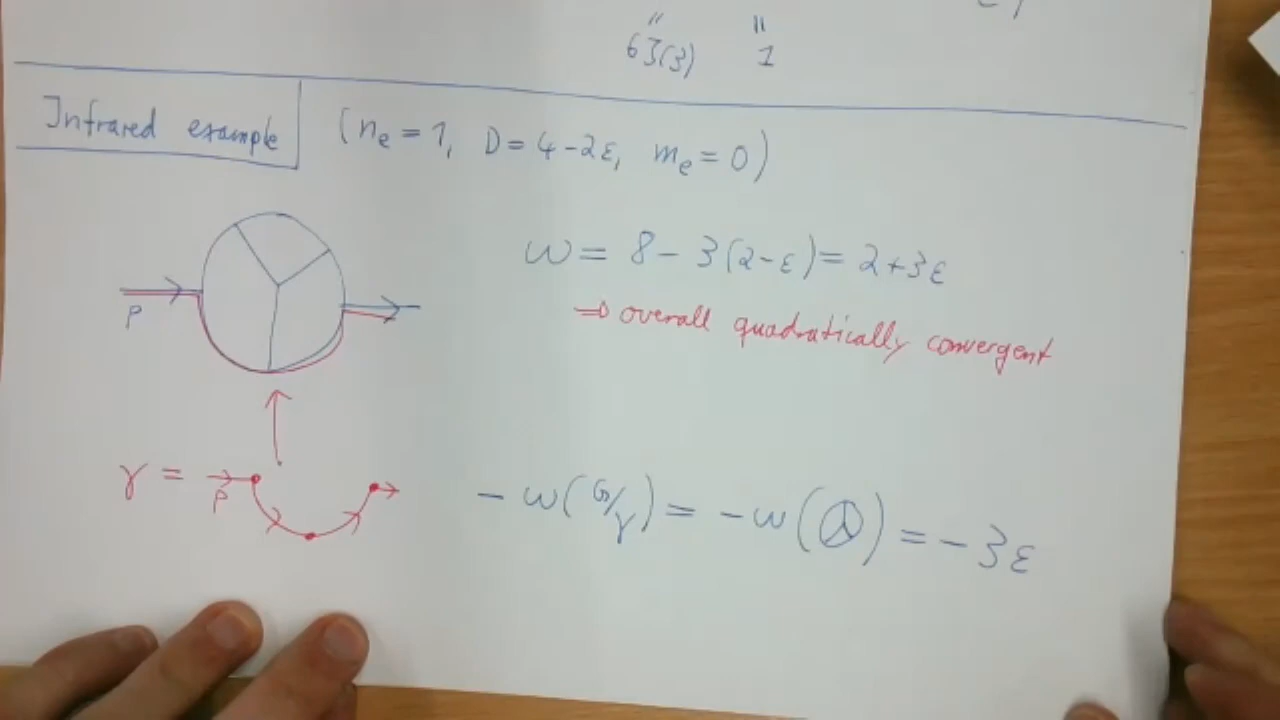 " "
6ζ(3) 1
Infrared example (n_e = 1, D = 4 - 2ε, m_e = 0)
ω = 8 - 3(2-ε) = 2 + 3ε
p
⇒ overall quadratically convergent
γ = p
- ω(G/γ) = - ω( ) = - 3ε